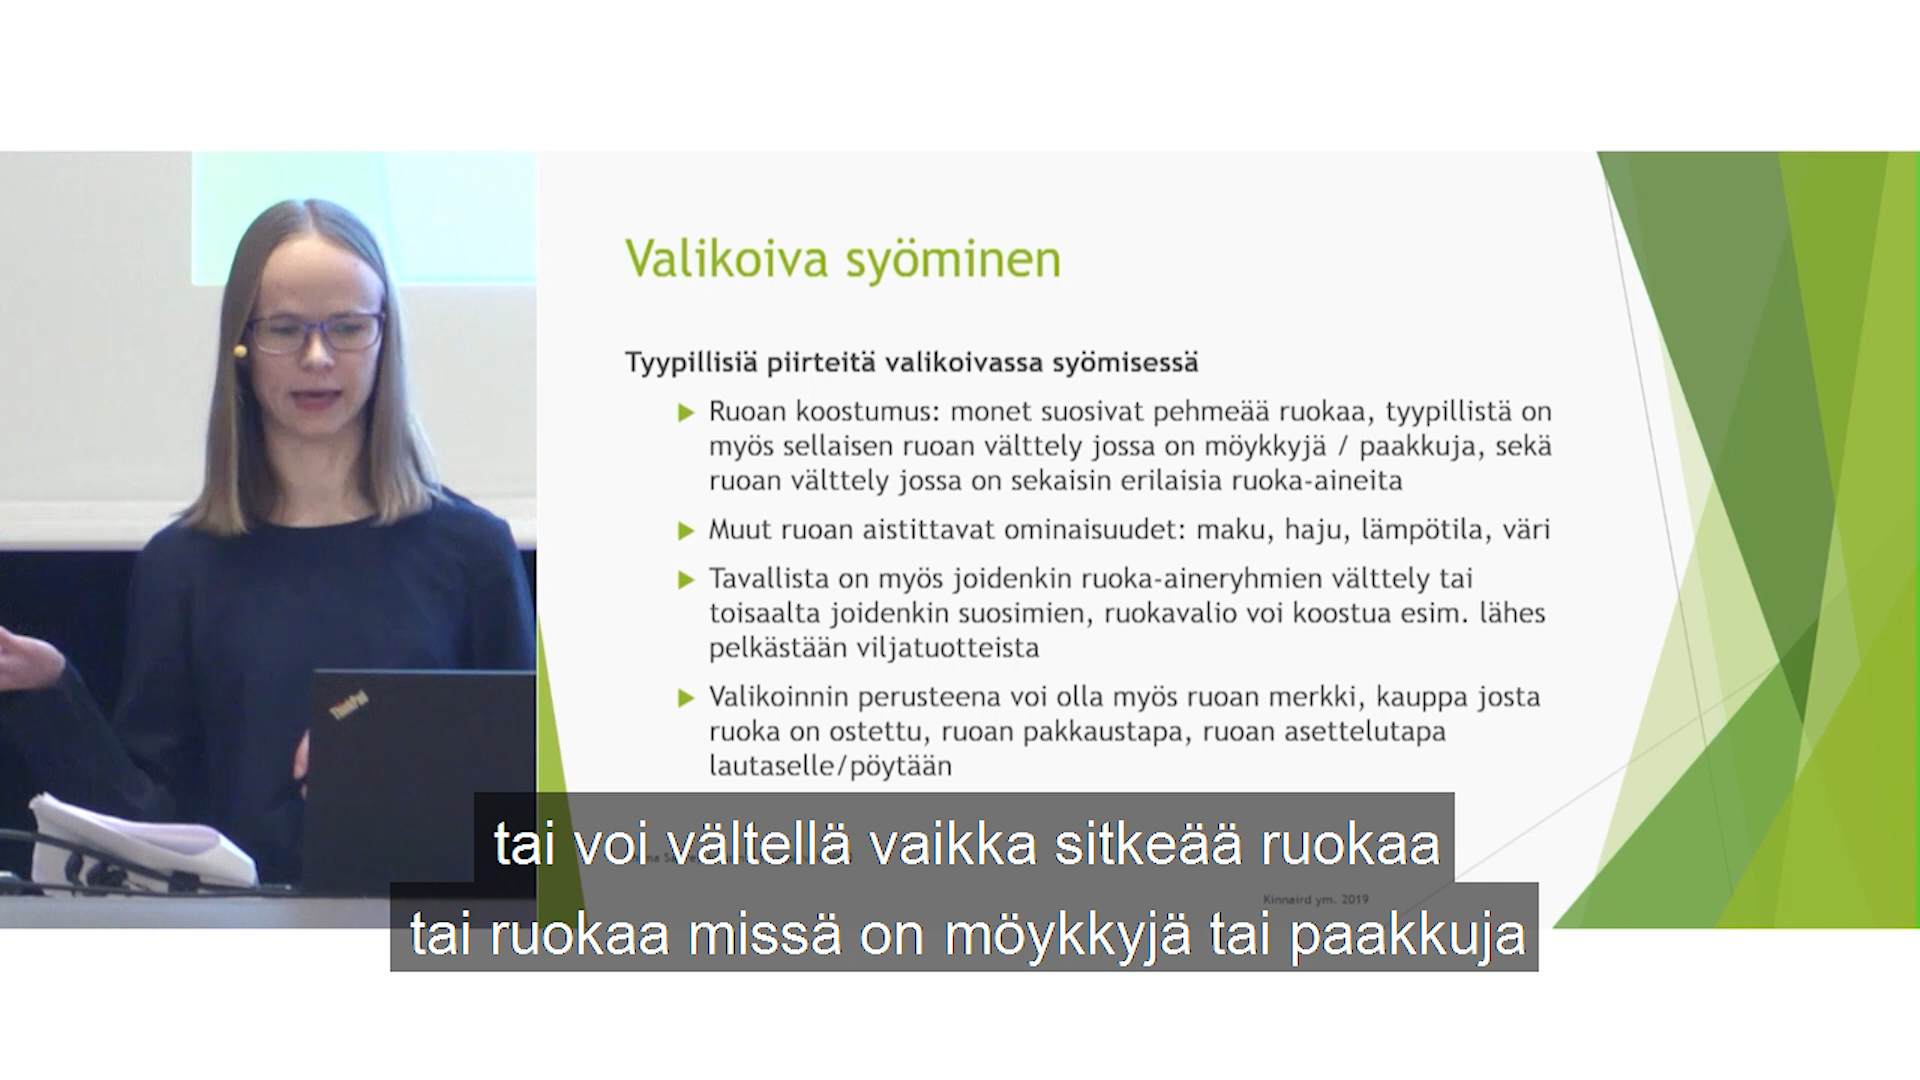 Valikoiva syöminen
Tyypillisiä piirteitä valikoivassa syömisessä
Ruoan koostumus: monet suosivat pehmeää ruokaa, tyypillistä on
myös sellaisen ruoan välttely jossa on möykkyjä / paakkuja, sekä
ruoan välttely jossa on sekaisin erilaisia ruoka-aineita
Muut ruoan aistittavat ominaisuudet: maku, haju, lämpötila, väri
Tavallista on myös joidenkin ruoka-aineryhmien välttely tai
toisaalta joidenkin suosimien, ruokavalio voi koostua esim. lähes
pelkästään viljatuotteista
Valikoinnin perusteena voi olla myös ruoan merkki, kauppa josta
ruoka on ostettu, ruoan pakkaustapa, ruoan asettelutapa
lautaselle/pöytään
ThinkPad
Kinnaird ym. 2019
tai voi vältellä vaikka sitkeää ruokaa
tai ruokaa missä on möykkyjä tai paakkuja